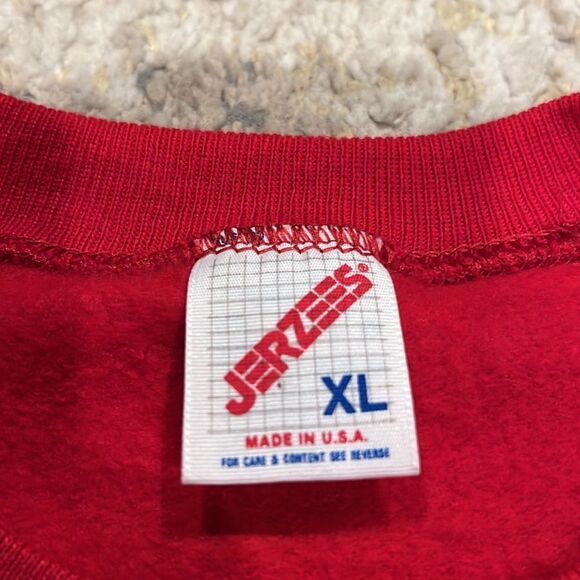 JERZEES®
XL
MADE IN U.S.A.
FOR CARE & CONTENT SEE REVERSE